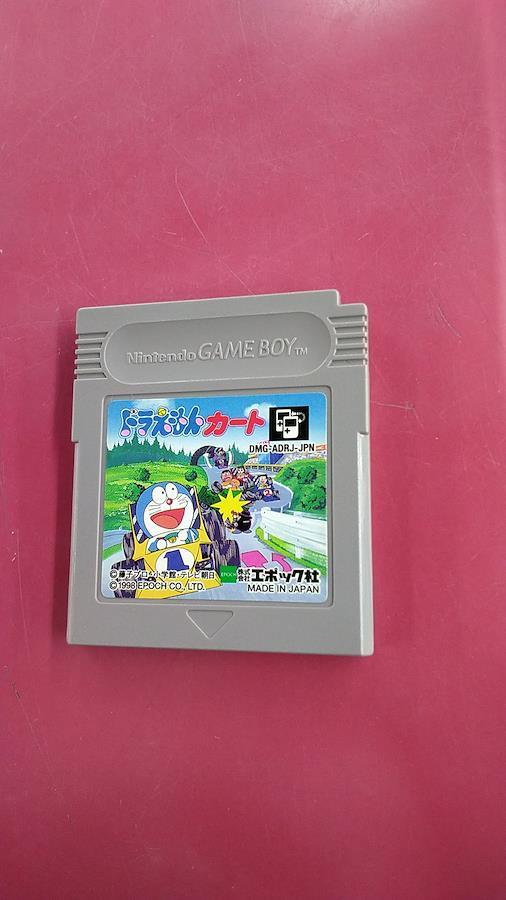 Nintendo GAME BOY™
ドラえもんカート
DMG-ADRJ-JPN
1
©藤子プロ・小学館・テレビ朝日
©1998 EPOCH CO., LTD.
EPOCH 株式会社エポック社
MADE IN JAPAN